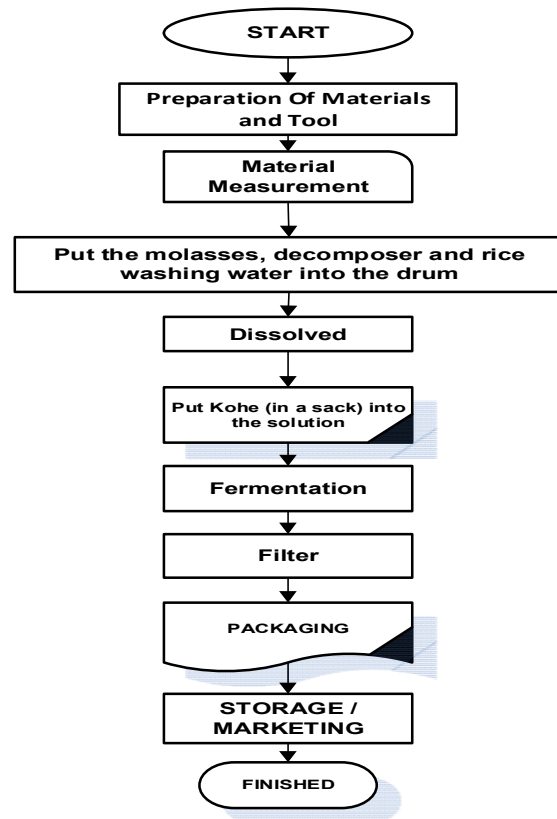 START
Preparation Of Materials
and Tool
Material
Measurement
Put the molasses, decomposer and rice
washing water into the drum
Dissolved
Put Kohe (in a sack) into
the solution
Fermentation
Filter
PACKAGING
STORAGE /
MARKETING
FINISHED